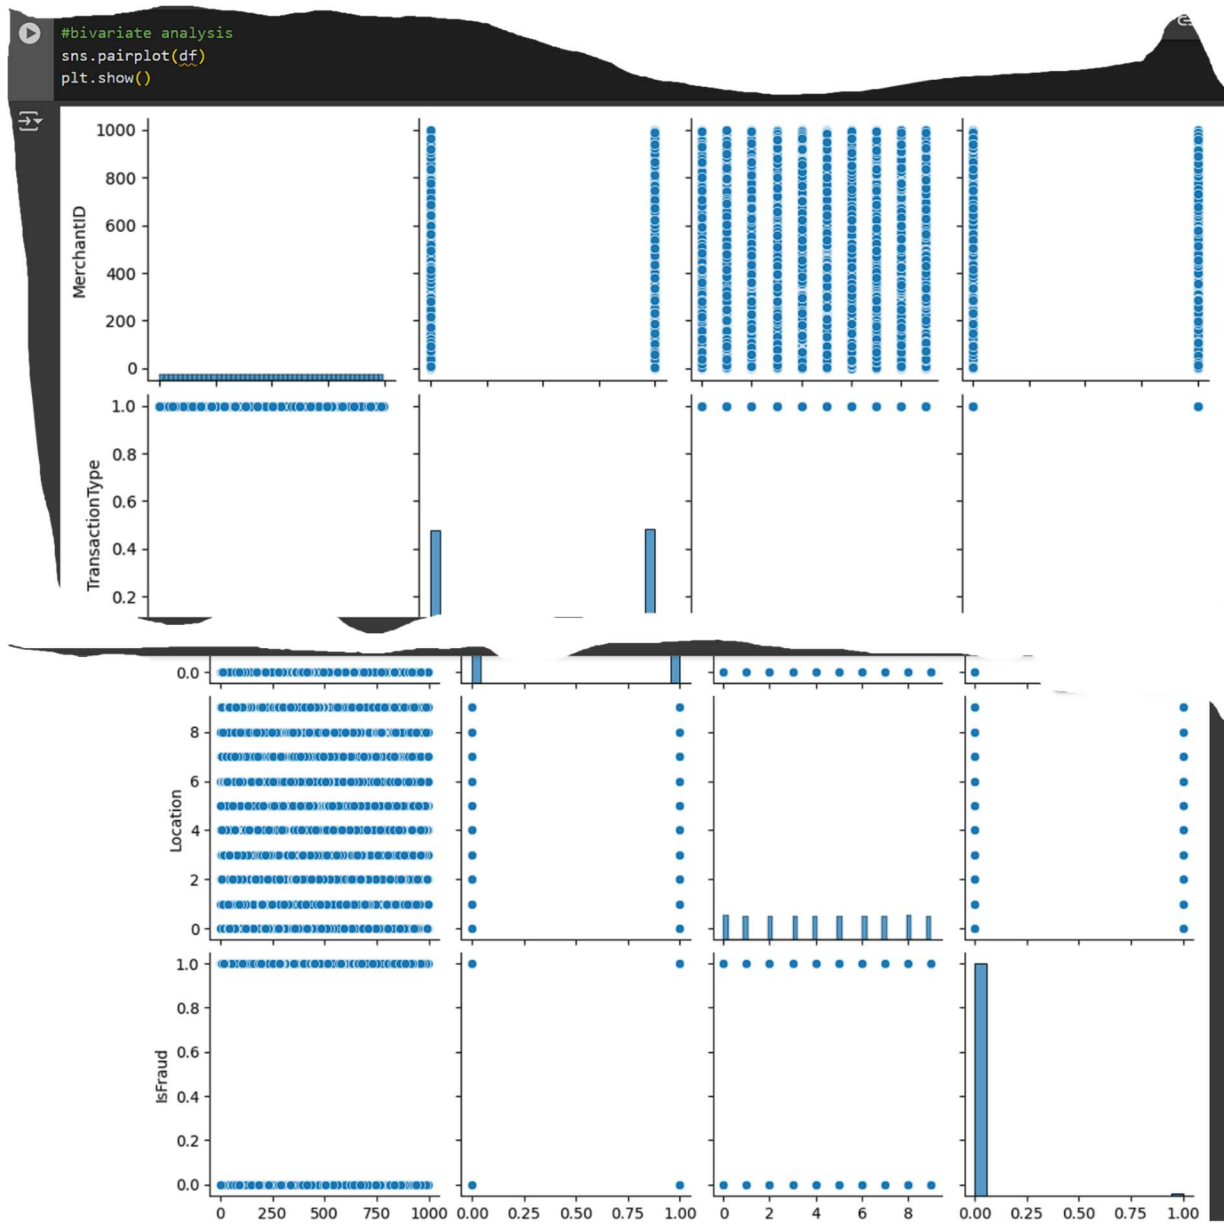 #bivariate analysis
sns.pairplot(df)
plt.show()
1000
800
600
400
200
0
MerchantID
1.0
0.8
0.6
0.4
0.2
TransactionType
0.0
8
6
4
2
0
Location
1.0
0.8
0.6
0.4
0.2
0.0
IsFraud
0 250 500 750 1000 0.00 0.25 0.50 0.75 1.00 0 2 4 6 8 0.00 0.25 0.50 0.75 1.00